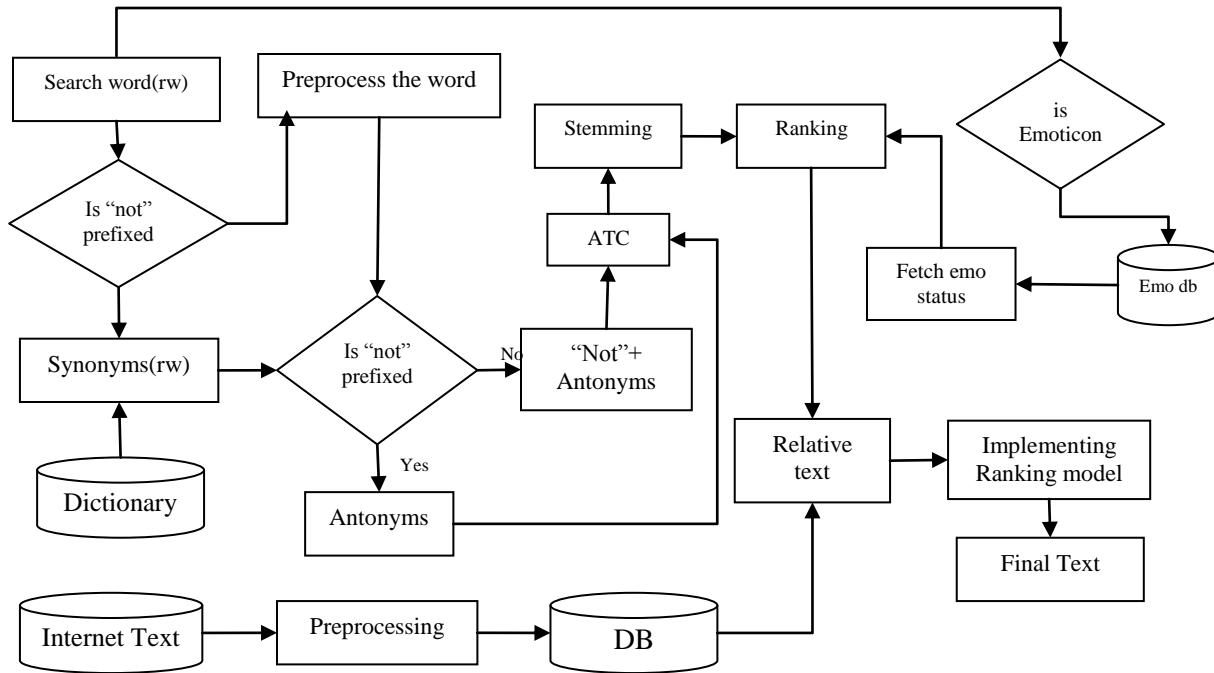 Search word(rw)
Preprocess the word
is
Emoticon
Stemming
Ranking
Is “not”
prefixed
ATC
Fetch emo
status
Emo db
Synonyms(rw)
Is “not”
prefixed
No
“Not”+
Antonyms
Relative
text
Implementing
Ranking model
Yes
Dictionary
Antonyms
Final Text
Internet Text
Preprocessing
DB